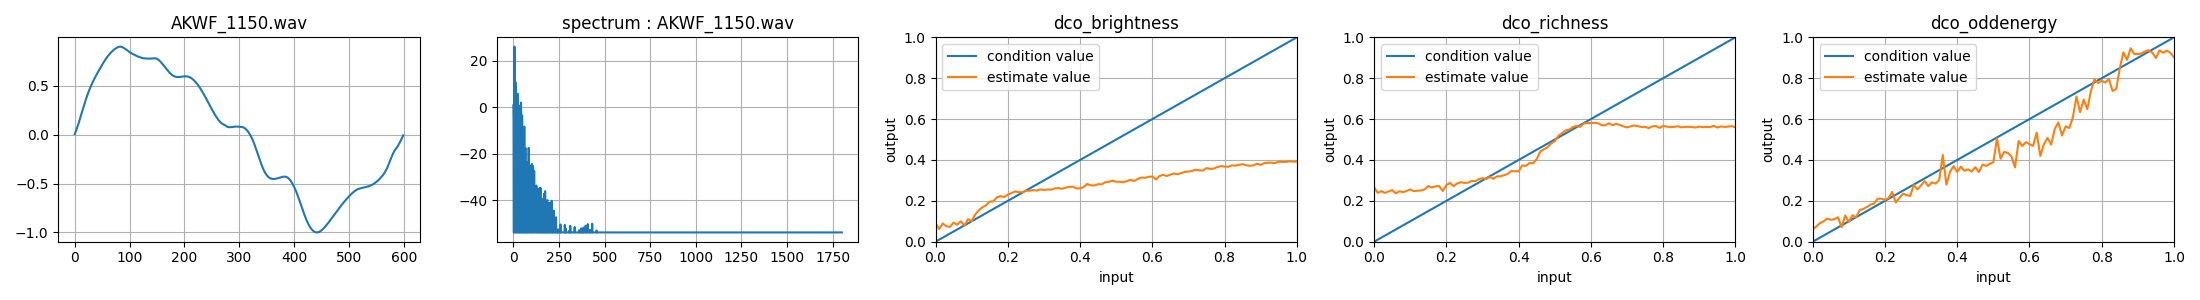 AKWF_1150.wav
0.5
0.0
−0.5
−1.0
0 100 200 300 400 500 600
spectrum : AKWF_1150.wav
20
0
−20
−40
0 250 500 750 1000 1250 1500 1750
dco_brightness
condition value
estimate value
output
1.0
0.8
0.6
0.4
0.2
0.0
0.0 0.2 0.4 0.6 0.8 1.0
input
dco_richness
condition value
estimate value
output
1.0
0.8
0.6
0.4
0.2
0.0
0.0 0.2 0.4 0.6 0.8 1.0
input
dco_oddenergy
condition value
estimate value
output
1.0
0.8
0.6
0.4
0.2
0.0
0.0 0.2 0.4 0.6 0.8 1.0
input